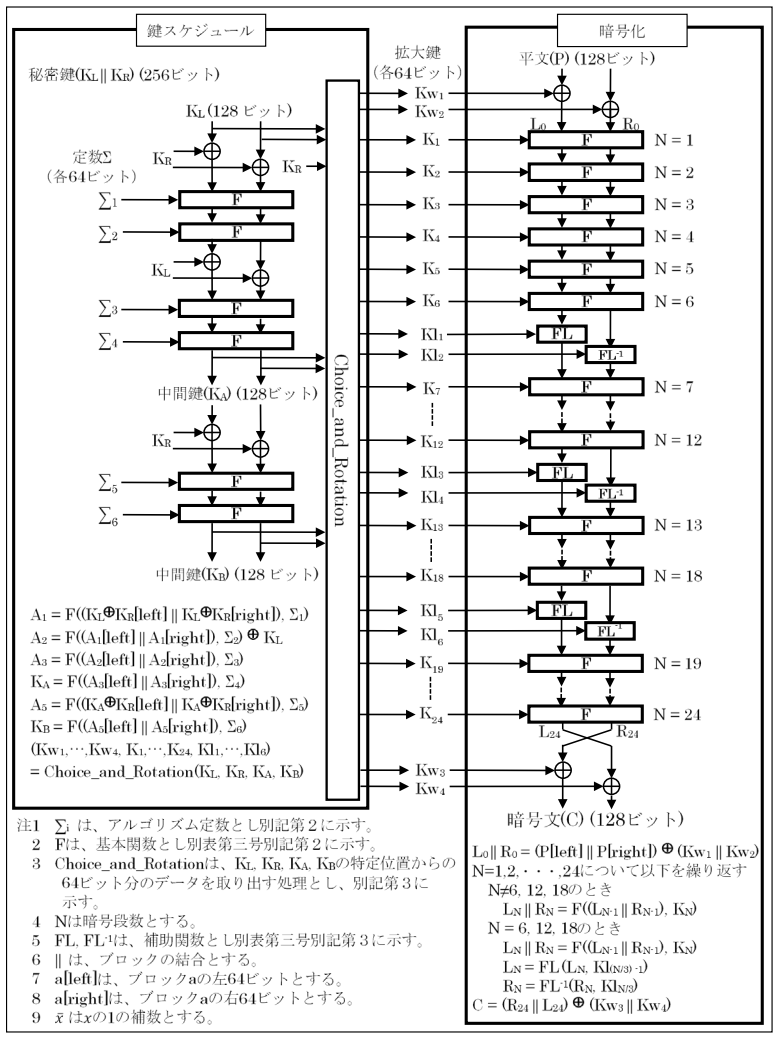 鍵スケジュール
秘密鍵(KL∥KR) (256ビット)
KL (128 ビット)
KR
KR
定数Σ
(各64ビット)
∑1
F
∑2
F
KL
∑3
F
∑4
F
中間鍵(KA) (128ビット)
KR
∑5
F
∑6
F
中間鍵(KB) (128 ビット)
A1 = F((KL⊕KR[left] ∥ KL⊕KR[right]), Σ1)
A2 = F((A1[left] ∥ A1[right]), Σ2) ⊕ KL
A3 = F((A2[left] ∥ A2[right]), Σ3)
KA = F((A3[left] ∥ A3[right]), Σ4)
A5 = F((KA⊕KR[left] ∥ KA⊕KR[right]), Σ5)
KB = F((A5[left] ∥ A5[right]), Σ6)
(Kw1,⋯,Kw4, K1,⋯,K24, Kl1,⋯,Kl6)
= Choice_and_Rotation(KL, KR, KA, KB)
Choice_and_Rotation
拡大鍵
(各64ビット)
Kw1
Kw2
K1
K2
K3
K4
K5
K6
Kl1
Kl2
K7
K12
Kl3
Kl4
K13
K18
Kl5
Kl6
K19
K24
Kw3
Kw4
暗号化
平文(P) (128ビット)
L0 R0
F N = 1
F N = 2
F N = 3
F N = 4
F N = 5
F N = 6
FL
FL-1
F N = 7
F N = 12
FL
FL-1
F N = 13
F N = 18
FL
FL-1
F N = 19
F N = 24
L24 R24
暗号文(C) (128ビット)
L0∥R0 = (P[left] ∥ P[right]) ⊕ (Kw1 ∥ Kw2)
N=1,2,・・・,24について以下を繰り返す
N≠6, 12, 18のとき
LN∥RN = F((LN-1∥RN-1), KN)
N = 6, 12, 18のとき
LN∥RN = F((LN-1∥RN-1), KN)
LN = FL(LN, Kl(N/3) -1)
RN = FL-1(RN, KlN/3)
C = (R24∥L24) ⊕ (Kw3∥Kw4)
注1 ∑i は、アルゴリズム定数とし別記第２に示す。
2 Fは、基本関数とし別表第三号別記第２に示す。
3 Choice_and_Rotationは、KL, KR, KA, KBの特定位置からの
64ビット分のデータを取り出す処理とし、別記第３に
示す。
4 Nは暗号段数とする。
5 FL, FL-1は、補助関数とし別表第三号別記第３に示す。
6 ∥ は、ブロックの結合とする。
7 a[left]は、ブロックaの左64ビットとする。
8 a[right]は、ブロックaの右64ビットとする。
9 x̄ はxの1の補数とする。